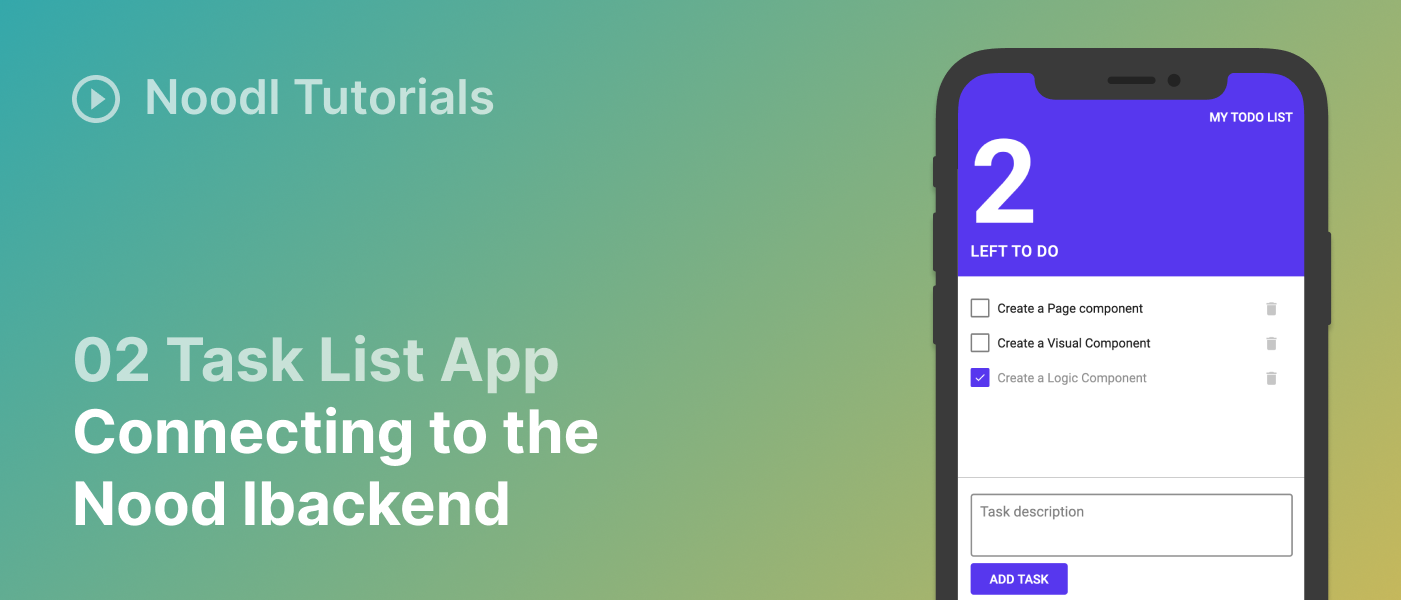 Noodl Tutorials
02 Task List App
Connecting to the
Nood lbackend
MY TODO LIST
2
LEFT TO DO
Create a Page component
Create a Visual Component
Create a Logic Component
Task description
ADD TASK